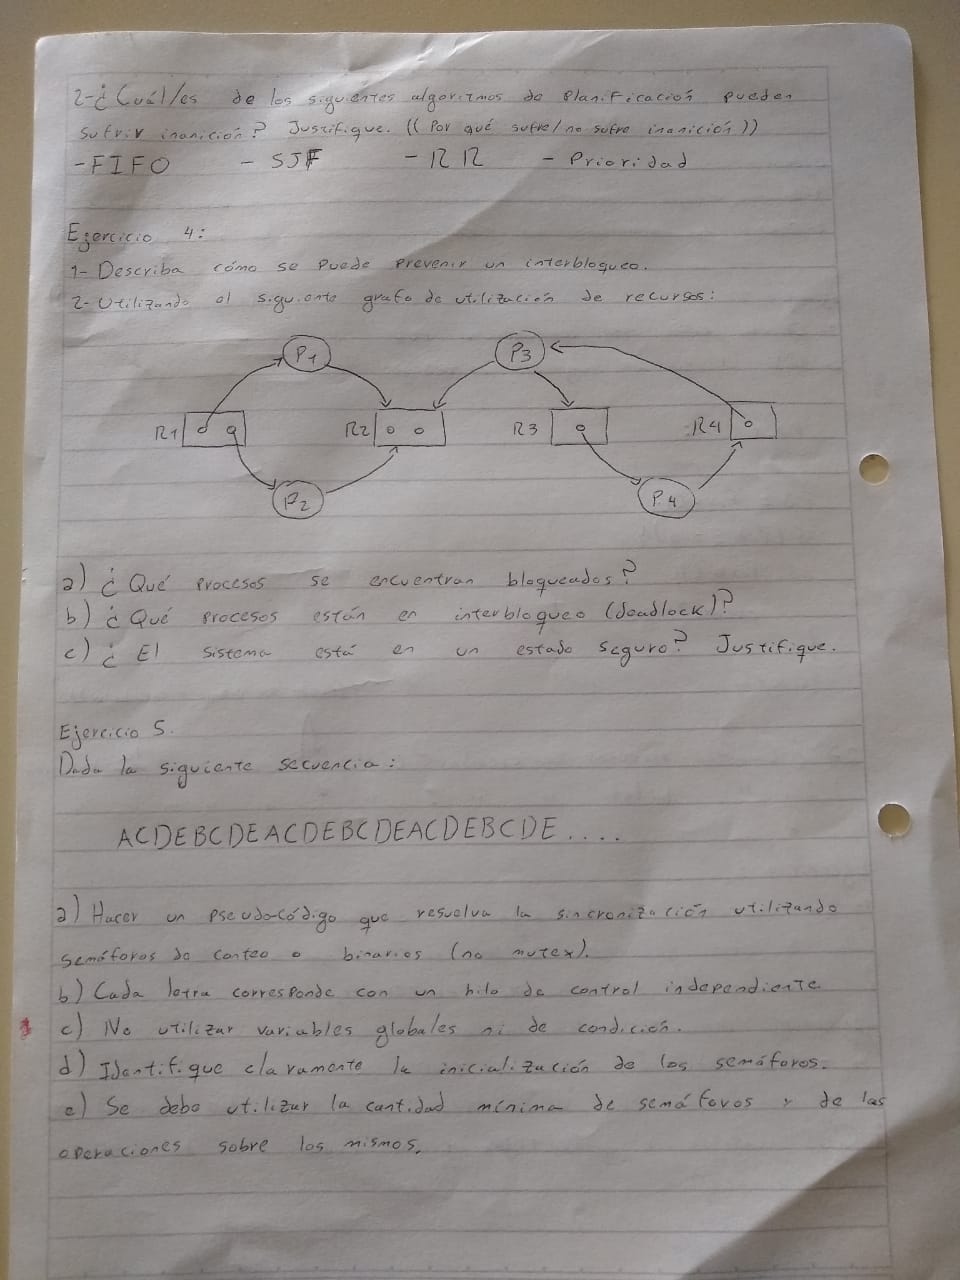 2-¿Cuál/es de los siguientes algoritmos de planificación pueden
sufrir inanición? Justifique. ((Por qué sufre/no sufre inanición))
-FIFO - SJF - RR - Prioridad
Ejercicio 4:
1- Describa cómo se puede prevenir un interbloqueo.
2- Utilizando el siguiente grafo de utilización de recursos:
P1 P3
R1 R2 R3 R4
P2 P4
a) ¿Qué procesos se encuentran bloqueados?
b) ¿Qué procesos están en interbloqueo (deadlock)?
c) ¿El sistema está en un estado seguro? Justifique.
Ejercicio 5.
Dada la siguiente secuencia:
ACDEBCDEACDEBCDEACDEBCDE....
a) Hacer un pseudo-código que resuelva la sincronización utilizando
semáforos de conteo o binarios (no mutex).
b) Cada letra corresponde con un hilo de control independiente
c) No utilizar variables globales ni de condición.
d) Identifique claramente la inicialización de los semáforos.
e) Se debe utilizar la cantidad mínima de semáforos y de las
operaciones sobre los mismos.